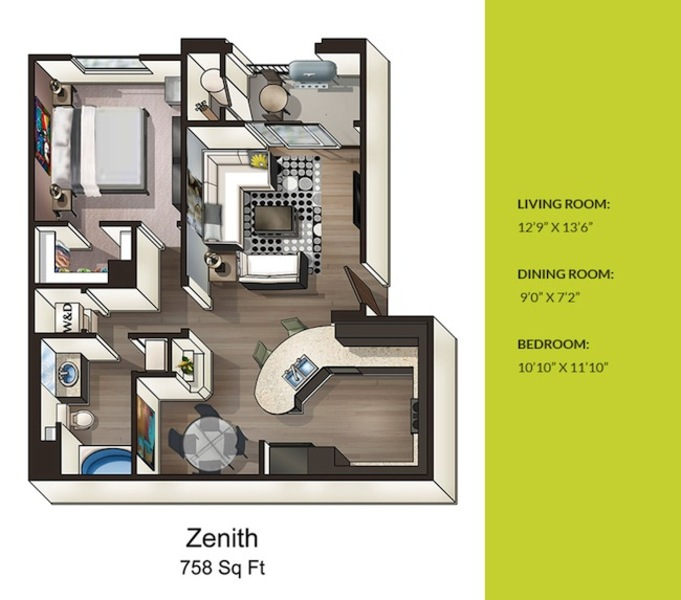 W&D
Zenith
758 Sq Ft
LIVING ROOM:
12'9" X 13'6"
DINING ROOM:
9'0" X 7'2"
BEDROOM:
10'10" X 11'10"